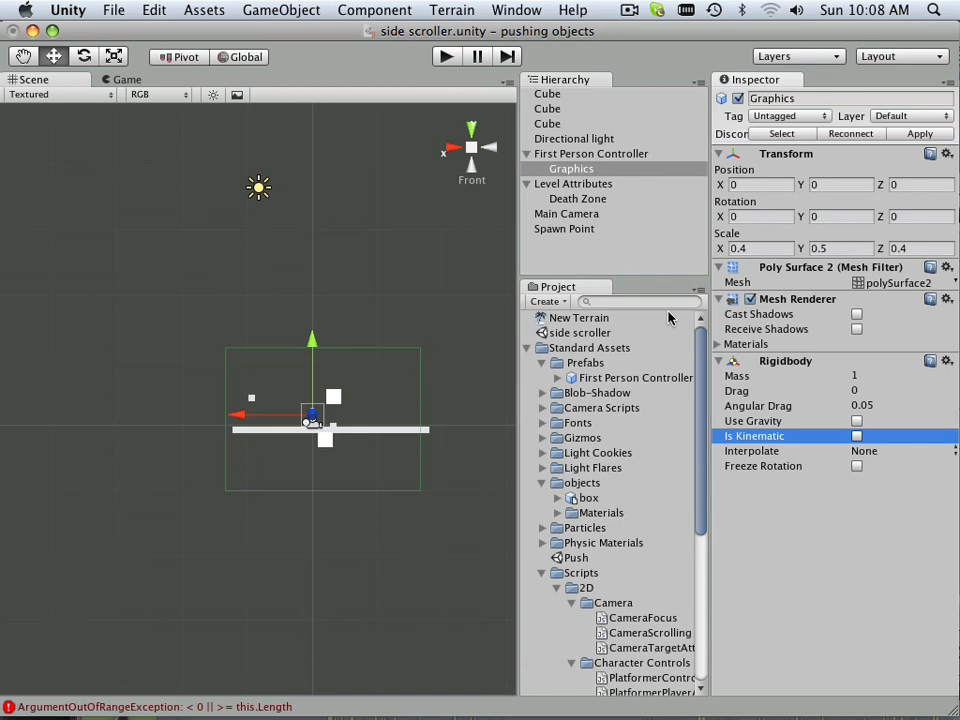 Unity File Edit Assets GameObject Component Terrain Window Help Sun 10:08 AM
side scroller.unity – pushing objects
Pivot Global Layers Layout
Scene Game
Textured RGB
x y Front
Hierarchy
Cube
Cube
Cube
Directional light
First Person Controller
Graphics
Level Attributes
Death Zone
Main Camera
Spawn Point
Project
Create
New Terrain
side scroller
Standard Assets
Prefabs
First Person Controller
Blob-Shadow
Camera Scripts
Fonts
Gizmos
Light Cookies
Light Flares
objects
box
Materials
Particles
Physic Materials
Push
Scripts
2D
Camera
CameraFocus
CameraScrolling
CameraTargetAtt
Character Controls
PlatformerContro
PlatformerPlayer
Inspector
Graphics
Tag Untagged Layer Default
Discon Select Reconnect Apply
Transform
Position
X 0 Y 0 Z 0
Rotation
X 0 Y 0 Z 0
Scale
X 0.4 Y 0.5 Z 0.4
Poly Surface 2 (Mesh Filter)
Mesh polySurface2
Mesh Renderer
Cast Shadows
Receive Shadows
Materials
Rigidbody
Mass 1
Drag 0
Angular Drag 0.05
Use Gravity
Is Kinematic
Interpolate None
Freeze Rotation
ArgumentOutOfRangeException: < 0 || >= this.Length